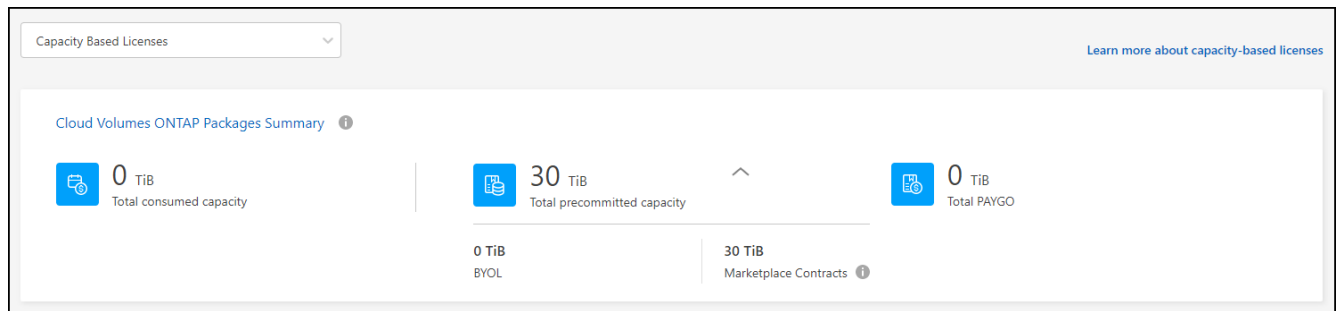 Capacity Based Licenses
Learn more about capacity-based licenses
Cloud Volumes ONTAP Packages Summary
0 TiB
Total consumed capacity
30 TiB
Total precommitted capacity
0 TiB
Total PAYGO
0 TiB
BYOL
30 TiB
Marketplace Contracts